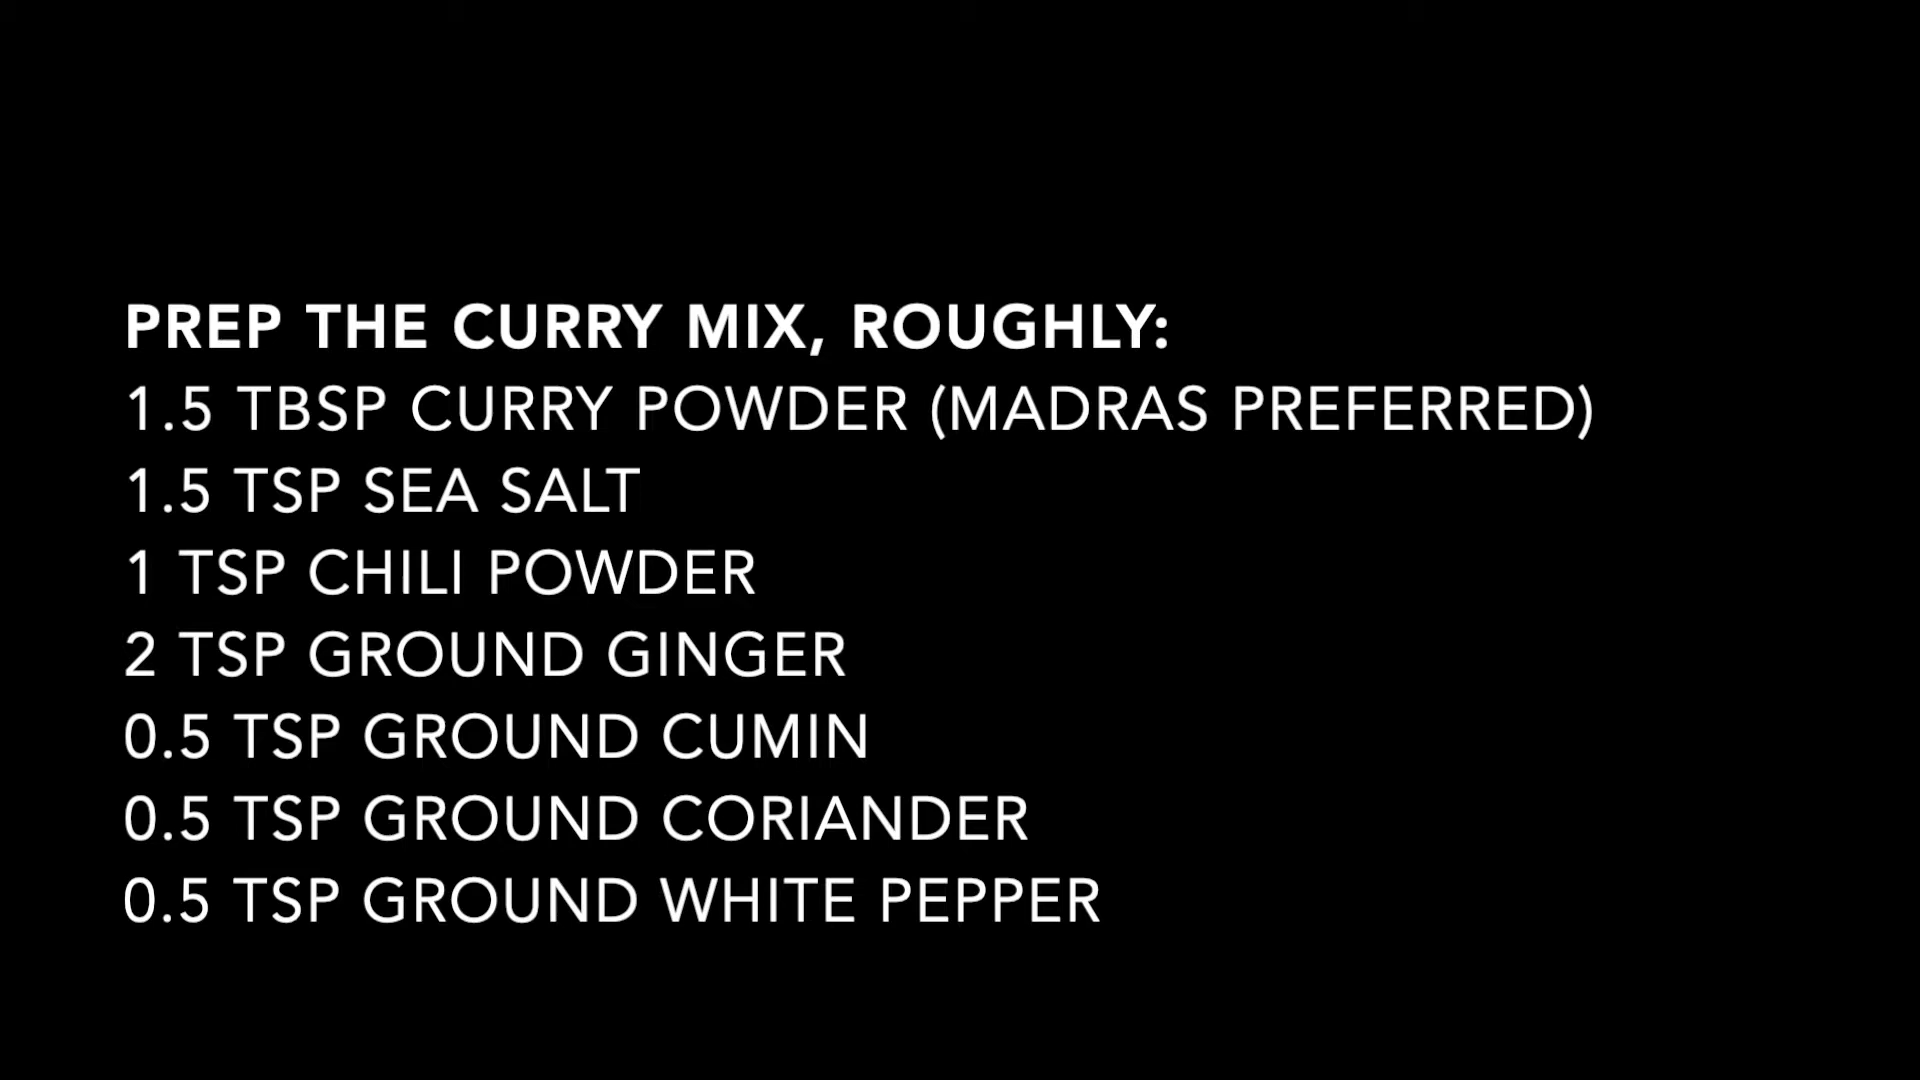 PREP THE CURRY MIX, ROUGHLY:
1.5 TBSP CURRY POWDER (MADRAS PREFERRED)
1.5 TSP SEA SALT
1 TSP CHILI POWDER
2 TSP GROUND GINGER
0.5 TSP GROUND CUMIN
0.5 TSP GROUND CORIANDER
0.5 TSP GROUND WHITE PEPPER